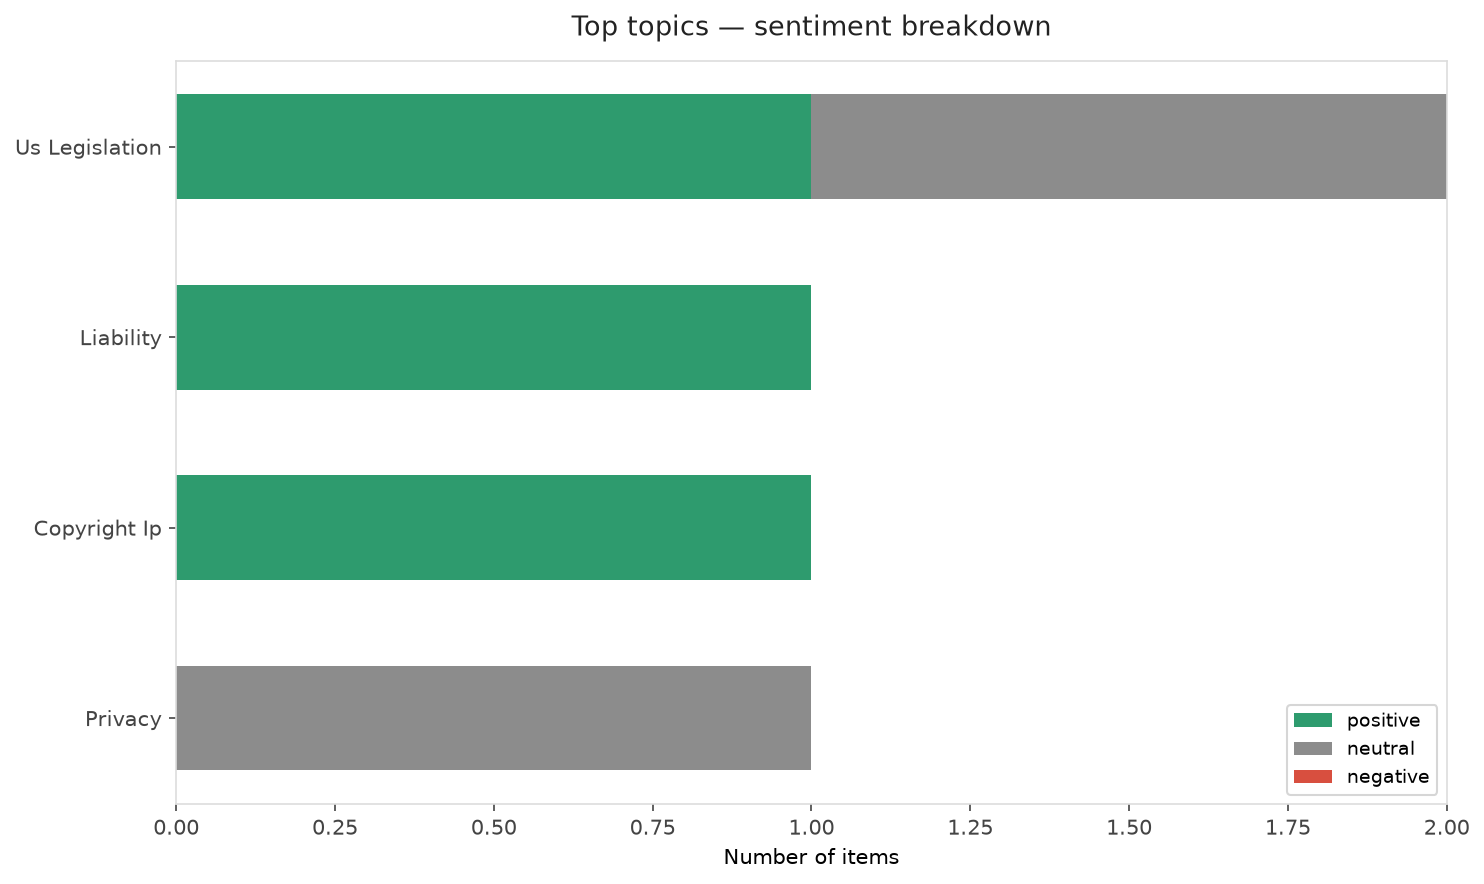 Top topics — sentiment breakdown
Us Legislation
Liability
Copyright Ip
Privacy
positive
neutral
negative
0.00 0.25 0.50 0.75 1.00 1.25 1.50 1.75 2.00
Number of items